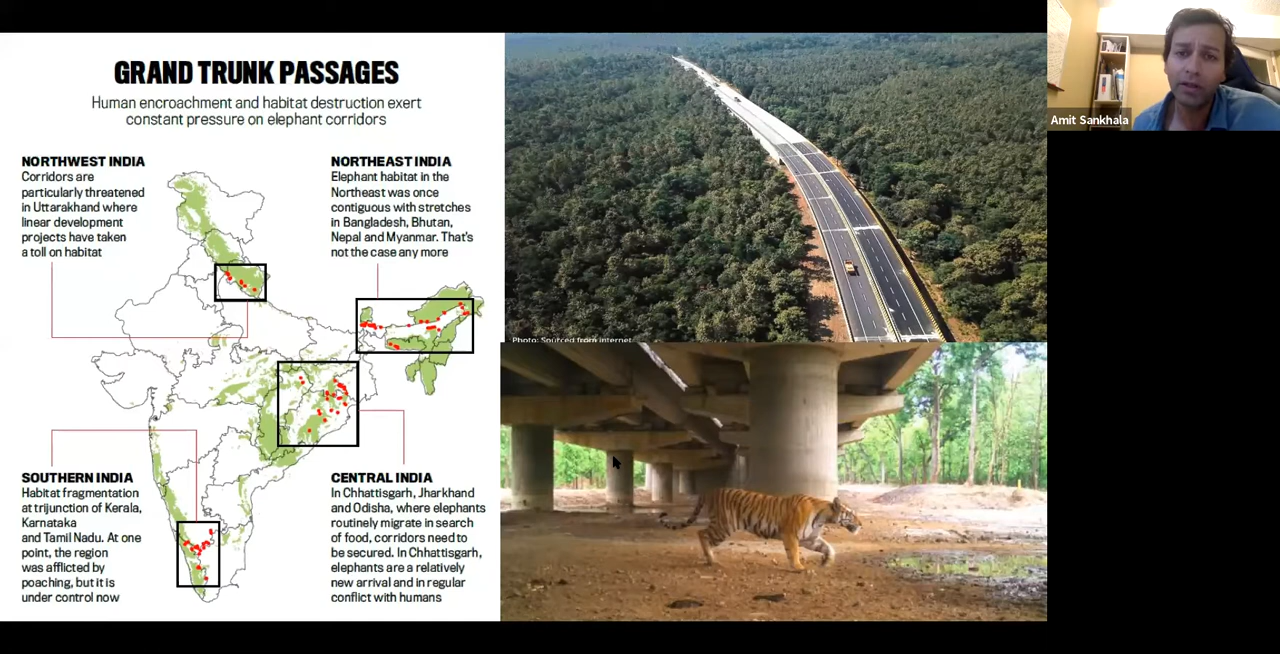 GRAND TRUNK PASSAGES
Human encroachment and habitat destruction exert
constant pressure on elephant corridors
NORTHWEST INDIA
Corridors are
particularly threatened
in Uttarakhand where
linear development
projects have taken
a toll on habitat
NORTHEAST INDIA
Elephant habitat in the
Northeast was once
contiguous with stretches
in Bangladesh, Bhutan,
Nepal and Myanmar. That's
not the case any more
SOUTHERN INDIA
Habitat fragmentation
at trijunction of Kerala,
Karnataka
and Tamil Nadu. At one
point, the region
was afflicted by
poaching, but it is
under control now
CENTRAL INDIA
In Chhattisgarh, Jharkhand
and Odisha, where elephants
routinely migrate in search
of food, corridors need to
be secured. In Chhattisgarh,
elephants are a relatively
new arrival and in regular
conflict with humans
Photo: Sourced from internet
Amit Sankhala